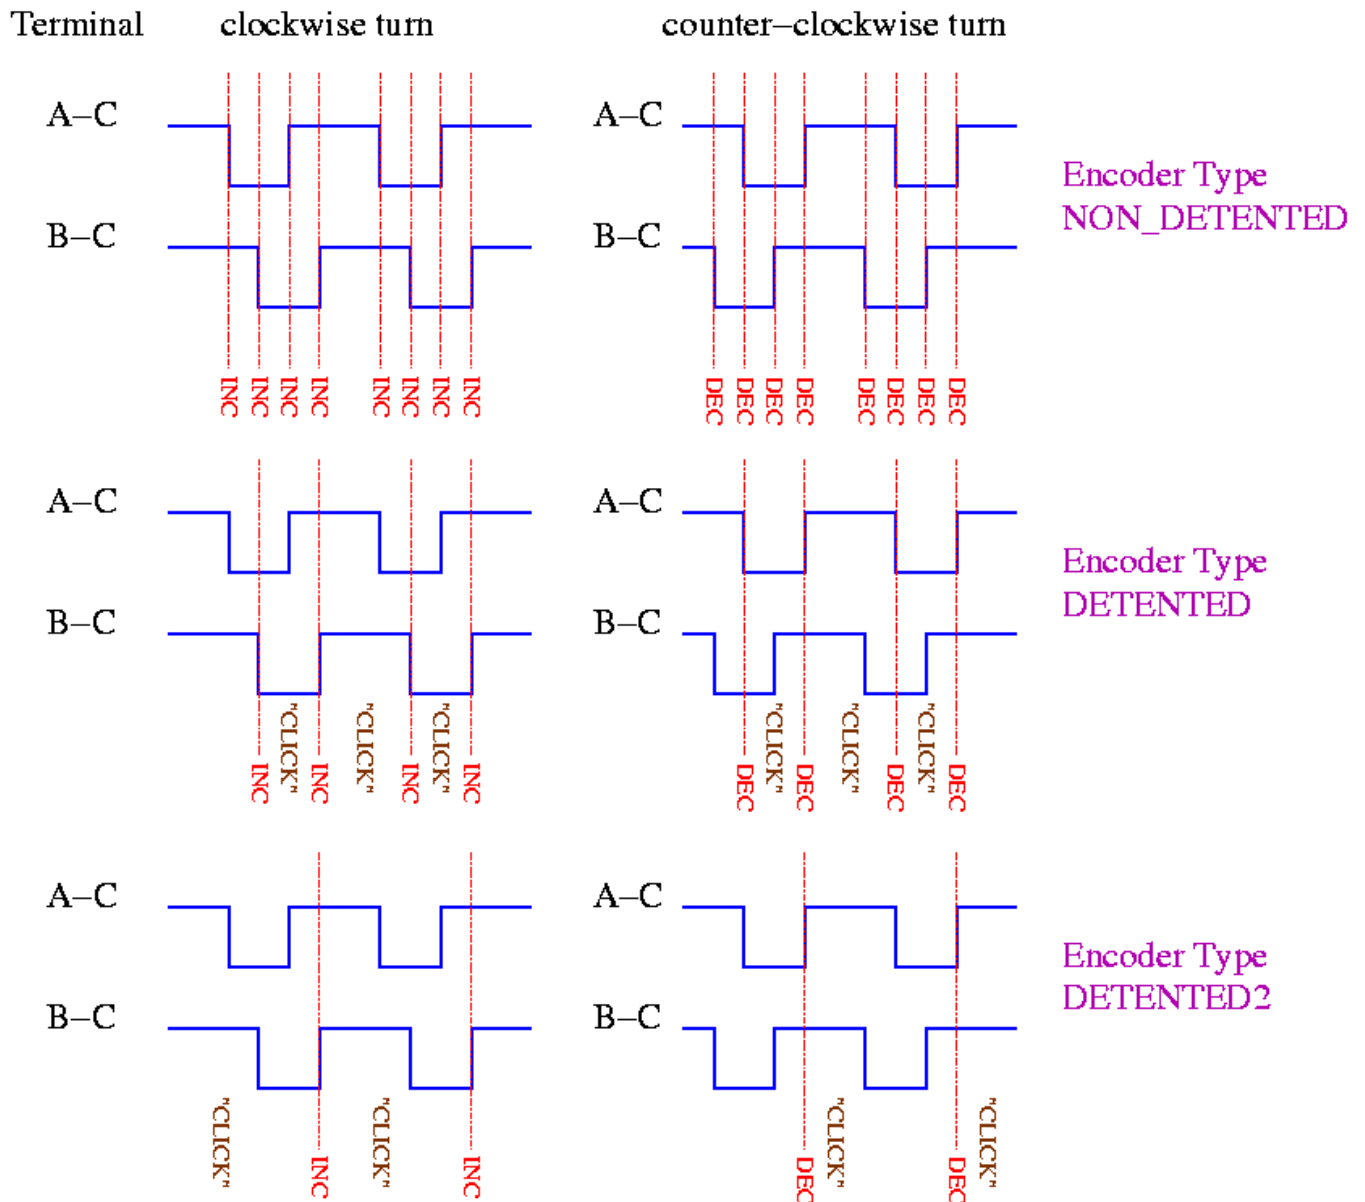 Terminal clockwise turn counter–clockwise turn
A–C A–C
Encoder Type
NON_DETENTED
B–C B–C
INC INC INC INC INC INC INC INC DEC DEC DEC DEC DEC DEC DEC DEC
A–C A–C
Encoder Type
DETENTED
B–C B–C
"CLICK" "CLICK" "CLICK" "CLICK" "CLICK" "CLICK"
INC INC INC INC DEC DEC DEC DEC
A–C A–C
Encoder Type
DETENTED2
B–C B–C
"CLICK" "CLICK" "CLICK" "CLICK"
INC INC DEC DEC